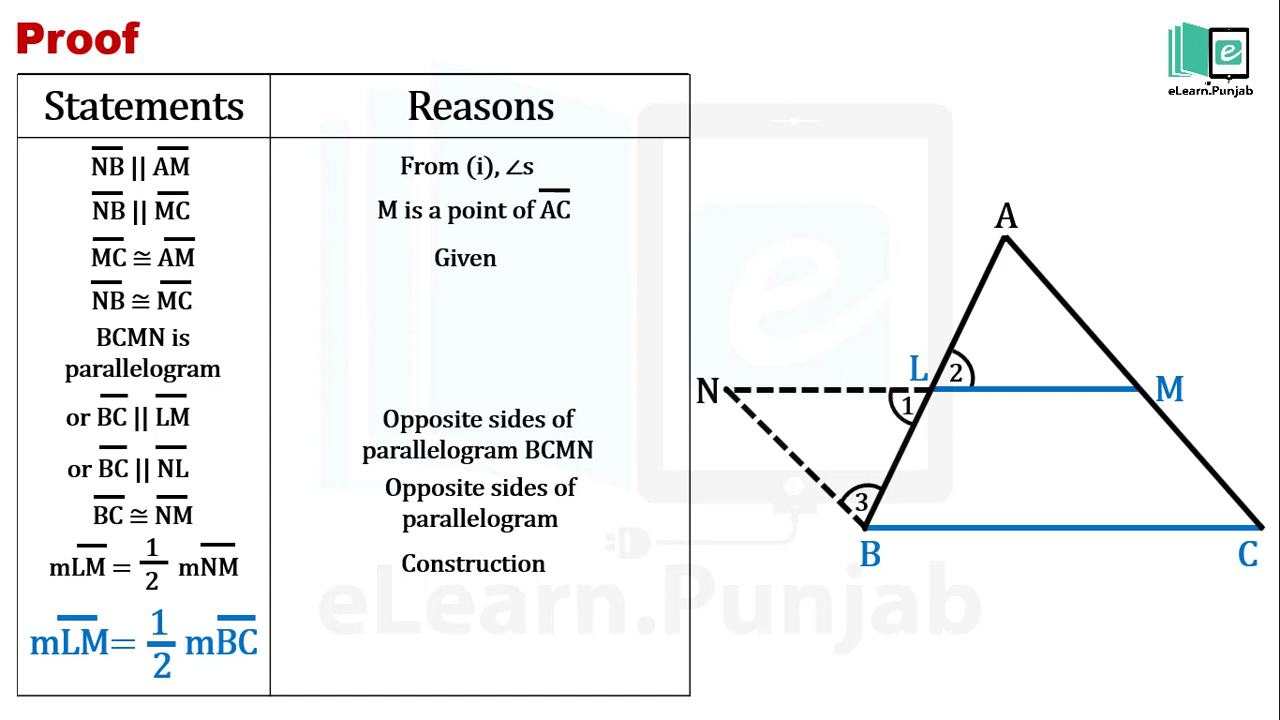 Proof
eLearn.Punjab
Statements
Reasons
NB || AM
From (i), ∠s
NB || MC
M is a point of AC
MC ≅ AM
Given
NB ≅ MC
BCMN is
parallelogram
or BC || LM
Opposite sides of
parallelogram BCMN
or BC || NL
Opposite sides of
parallelogram
BC ≅ NM
mLM = 1/2 mNM
Construction
mLM= 1/2 mBC
A
L
2
N
1
M
3
B
C
eLearn.Punjab